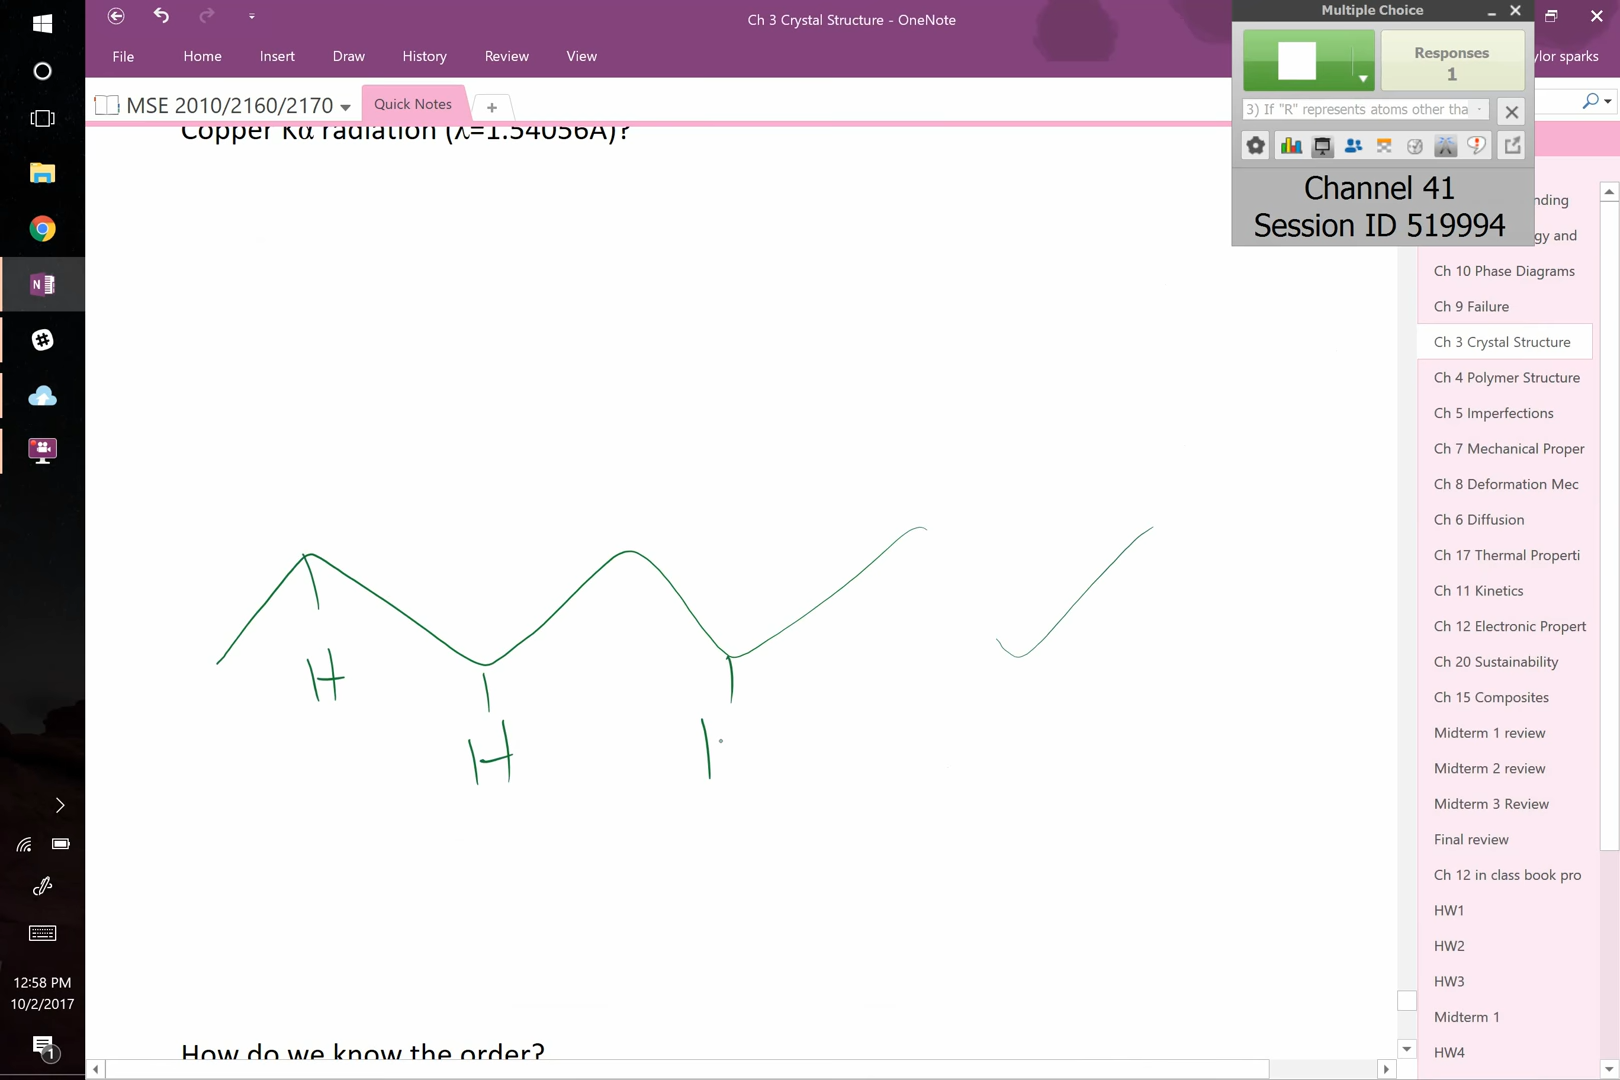 Ch 3 Crystal Structure - OneNote
Multiple Choice
File
Home
Insert
Draw
History
Review
View
Responses
1
ylor sparks
MSE 2010/2160/2170
Quick Notes
3) If "R" represents atoms other tha
Copper Kα radiation (λ=1.54056A)?
Channel 41
Session ID 519994
nding
gy and
Ch 10 Phase Diagrams
Ch 9 Failure
Ch 3 Crystal Structure
Ch 4 Polymer Structure
Ch 5 Imperfections
Ch 7 Mechanical Proper
Ch 8 Deformation Mec
Ch 6 Diffusion
Ch 17 Thermal Properti
Ch 11 Kinetics
Ch 12 Electronic Propert
Ch 20 Sustainability
Ch 15 Composites
Midterm 1 review
Midterm 2 review
Midterm 3 Review
Final review
Ch 12 in class book pro
HW1
HW2
HW3
Midterm 1
HW4
H
H
12:58 PM
10/2/2017
1
How do we know the order?